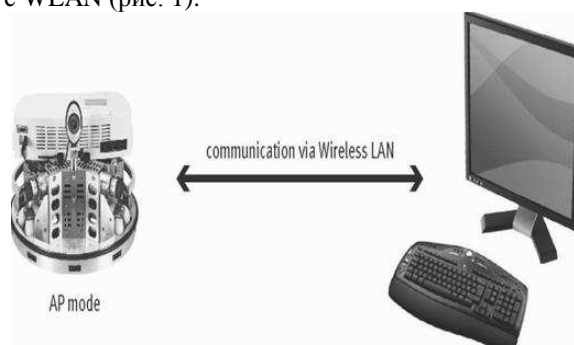 с WLAN (рис. 1).
communication via Wireless LAN
AP mode